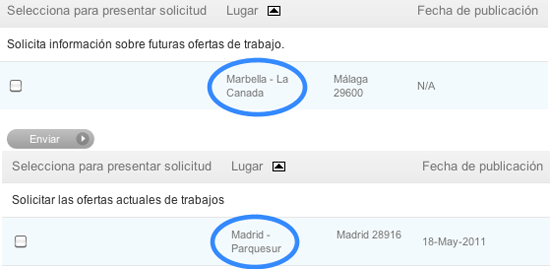 Selecciona para presentar solicitud Lugar Fecha de publicación
Solicita información sobre futuras ofertas de trabajo.
Marbella - La Málaga
Canada 29600 N/A
Enviar
Selecciona para presentar solicitud Lugar Fecha de publicación
Solicitar las ofertas actuales de trabajos
Madrid - Madrid 28916
Parquesur 18-May-2011